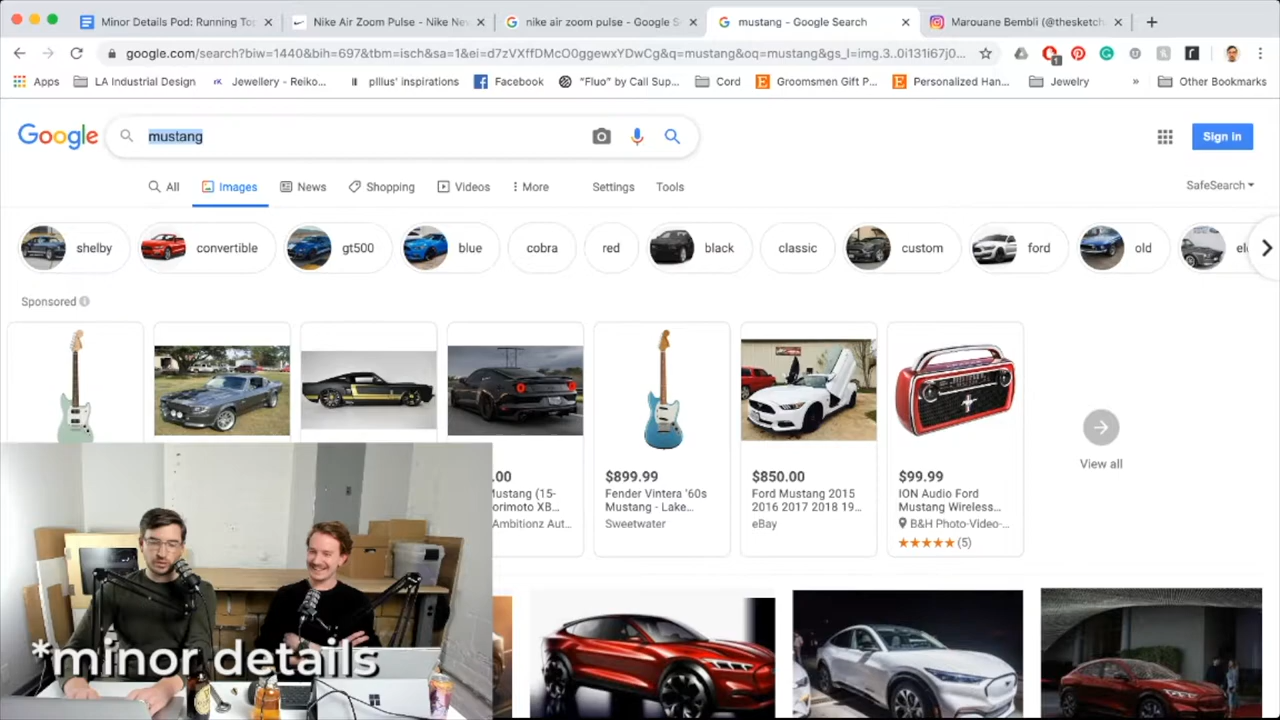 Minor Details Pod: Running Top
Nike Air Zoom Pulse - Nike New
nike air zoom pulse - Google S
mustang - Google Search
Marouane Bembli (@thesketch
google.com/search?biw=1440&bih=697&tbm=isch&sa=1&ei=d7zVXffDMcO0ggewxYDwCg&q=mustang&oq=mustang&gs_l=img.3..0i131i67j0...
Apps
LA Industrial Design
Jewellery - Reiko...
plllus' inspirations
Facebook
"Fluo" by Call Sup...
Cord
Groomsmen Gift P...
Personalized Han...
Jewelry
»
Other Bookmarks
Google
mustang
Sign in
All
Images
News
Shopping
Videos
More
Settings
Tools
SafeSearch
shelby
convertible
gt500
blue
cobra
red
black
classic
custom
ford
old
Sponsored
.00
Mustang (15-
orimoto XB...
Ambitionz Aut...
$899.99
Fender Vintera '60s
Mustang - Lake...
Sweetwater
$850.00
Ford Mustang 2015
2016 2017 2018 19...
eBay
$99.99
ION Audio Ford
Mustang Wireless...
B&H Photo-Video-...
(5)
View all
*minor details